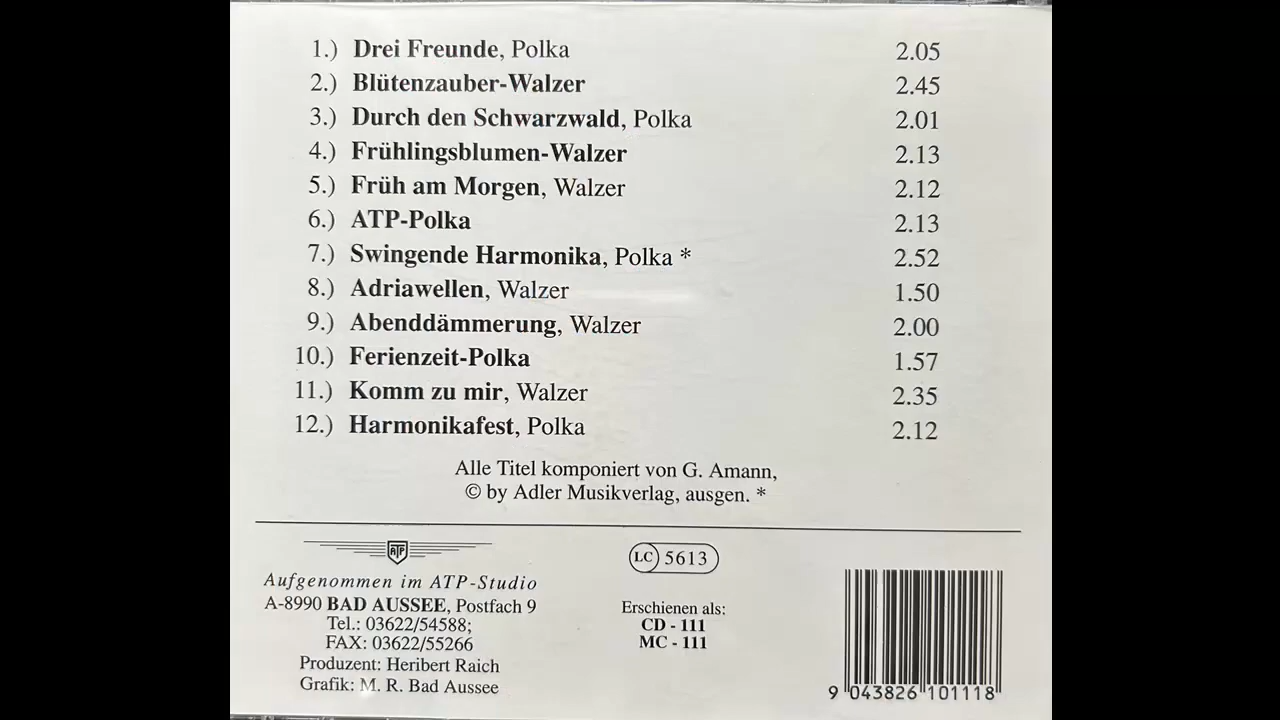 1.) Drei Freunde, Polka 2.05
2.) Blütenzauber-Walzer 2.45
3.) Durch den Schwarzwald, Polka 2.01
4.) Frühlingsblumen-Walzer 2.13
5.) Früh am Morgen, Walzer 2.12
6.) ATP-Polka 2.13
7.) Swingende Harmonika, Polka * 2.52
8.) Adriawellen, Walzer 1.50
9.) Abenddämmerung, Walzer 2.00
10.) Ferienzeit-Polka 1.57
11.) Komm zu mir, Walzer 2.35
12.) Harmonikafest, Polka 2.12
Alle Titel komponiert von G. Amann,
© by Adler Musikverlag, ausgen. *
ATP
Aufgenommen im ATP-Studio
A-8990 BAD AUSSEE, Postfach 9
Tel.: 03622/54588;
FAX: 03622/55266
Produzent: Heribert Raich
Grafik: M. R. Bad Aussee
LC 5613
Erschienen als:
CD - 111
MC - 111
9 043826 101118